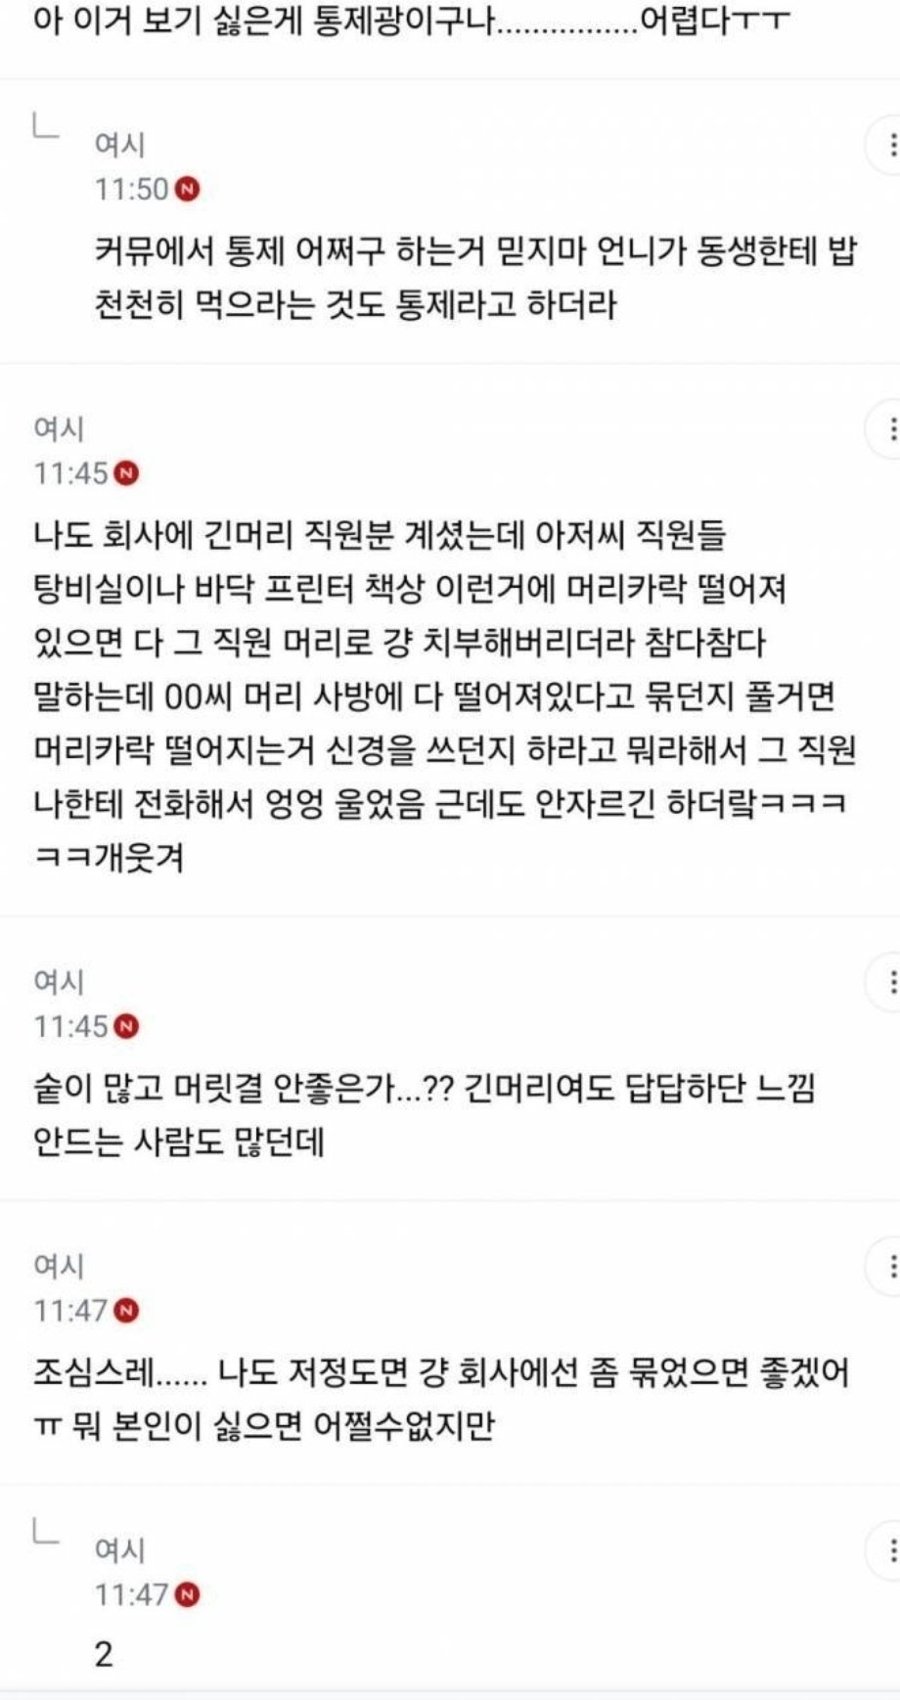 아 이거 보기 싫은게 통제광이구나................어렵다ㅜㅜ
여시
11:50 N
커뮤에서 통제 어쩌구 하는거 믿지마 언니가 동생한테 밥
천천히 먹으라는 것도 통제라고 하더라
여시
11:45 N
나도 회사에 긴머리 직원분 계셨는데 아저씨 직원들
탕비실이나 바닥 프린터 책상 이런거에 머리카락 떨어져
있으면 다 그 직원 머리로 걍 치부해버리더라 참다참다
말하는데 00씨 머리 사방에 다 떨어져있다고 묶던지 풀거면
머리카락 떨어지는거 신경을 쓰던지 하라고 뭐라해서 그 직원
나한테 전화해서 엉엉 울었음 근데도 안자르긴 하더랔ㅋㅋㅋ
ㅋㅋ개웃겨
여시
11:45 N
숱이 많고 머릿결 안좋은가...?? 긴머리여도 답답하단 느낌
안드는 사람도 많던데
여시
11:47 N
조심스레...... 나도 저정도면 걍 회사에선 좀 묶었으면 좋겠어
ㅠ 뭐 본인이 싫으면 어쩔수없지만
여시
11:47 N
2